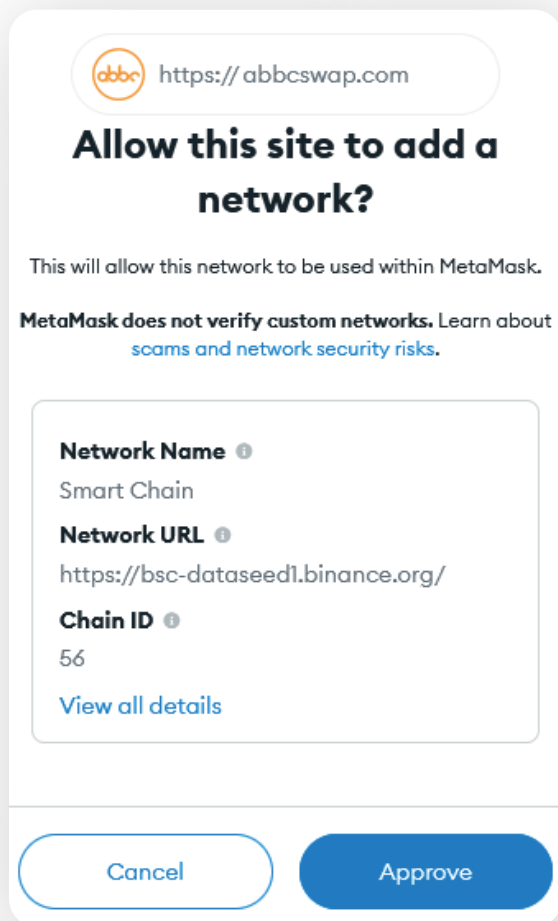 abbc https:// abbcswap.com
Allow this site to add a
network?
This will allow this network to be used within MetaMask.
MetaMask does not verify custom networks. Learn about
scams and network security risks.
Network Name
Smart Chain
Network URL
https://bsc-dataseed1.binance.org/
Chain ID
56
View all details
Cancel Approve